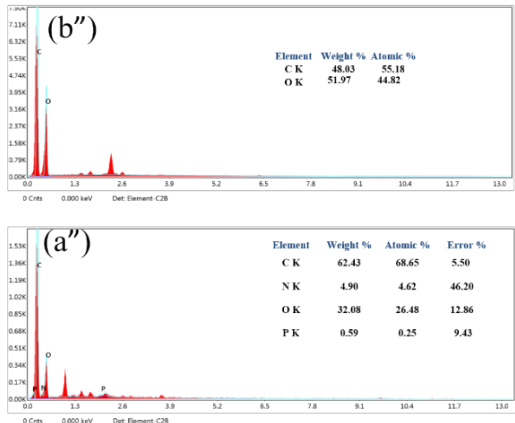 7.90K
7.11K
(b″)
6.32K
5.53K
C
Element Weight % Atomic %
4.74K
C K 48.03 55.18
O K 51.97 44.82
3.95K
O
3.16K
2.37K
1.58K
0.79K
0.00K
0.0 1.3 2.6 3.9 5.2 6.5 7.8 9.1 10.4 11.7 13.0
0 Cnts 0.000 keV Det: Element-C2B
(a″)
1.53K
Element Weight % Atomic % Error %
1.36K
C
C K 62.43 68.65 5.50
1.19K
1.02K
N K 4.90 4.62 46.20
0.85K
O K 32.08 26.48 12.86
0.68K
0.51K
O
P K 0.59 0.25 9.43
0.34K
0.17K
P N P
0.00K
0.0 1.3 2.6 3.9 5.2 6.5 7.8 9.1 10.4 11.7 13.0
0 Cnts 0.000 keV Det: Element-C2B